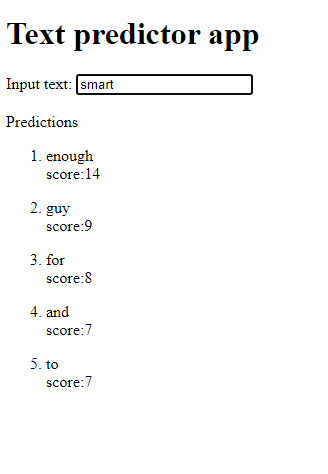 Text predictor app
Input text: smart
Predictions
1. enough
score:14
2. guy
score:9
3. for
score:8
4. and
score:7
5. to
score:7